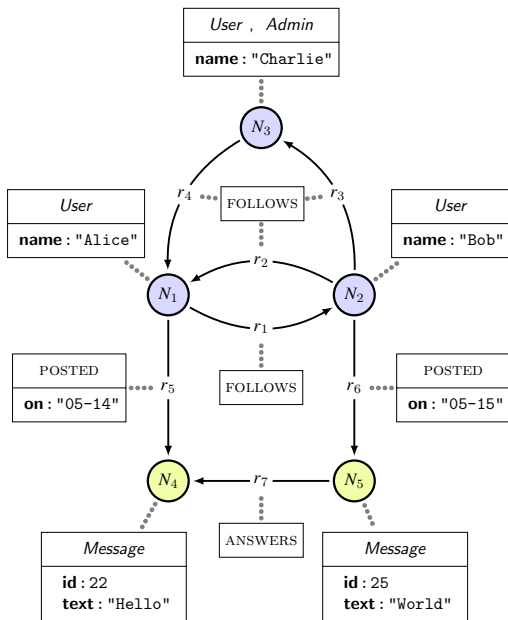 User , Admin
name : "Charlie"
N3
r4
FOLLOWS
r3
User
name : "Alice"
User
name : "Bob"
r2
N1
N2
r1
POSTED
on : "05-14"
r5
FOLLOWS
r6
POSTED
on : "05-15"
N4
r7
N5
ANSWERS
Message
id : 22
text : "Hello"
Message
id : 25
text : "World"